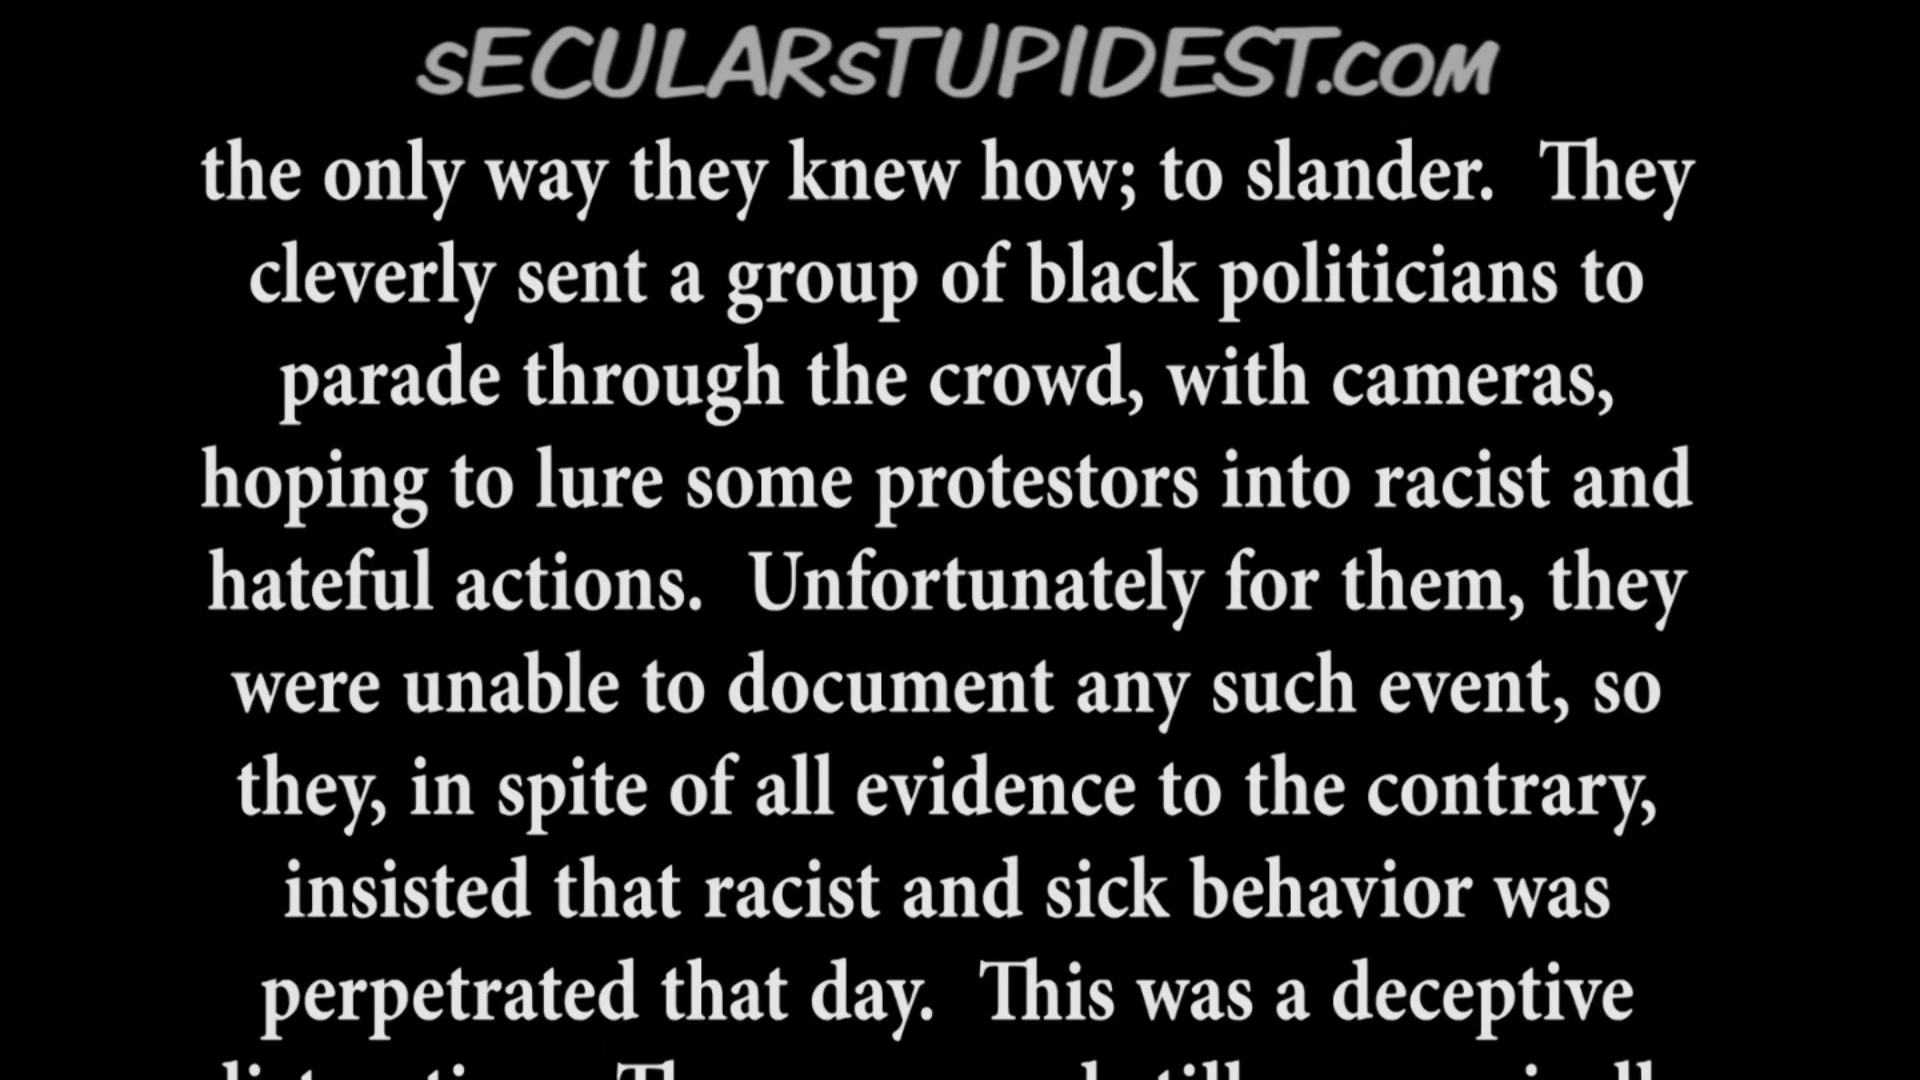 sECULARsTUPIDEST.COM
the only way they knew how; to slander.  They
cleverly sent a group of black politicians to
parade through the crowd, with cameras,
hoping to lure some protestors into racist and
hateful actions.  Unfortunately for them, they
were unable to document any such event, so
they, in spite of all evidence to the contrary,
insisted that racist and sick behavior was
perpetrated that day.  This was a deceptive